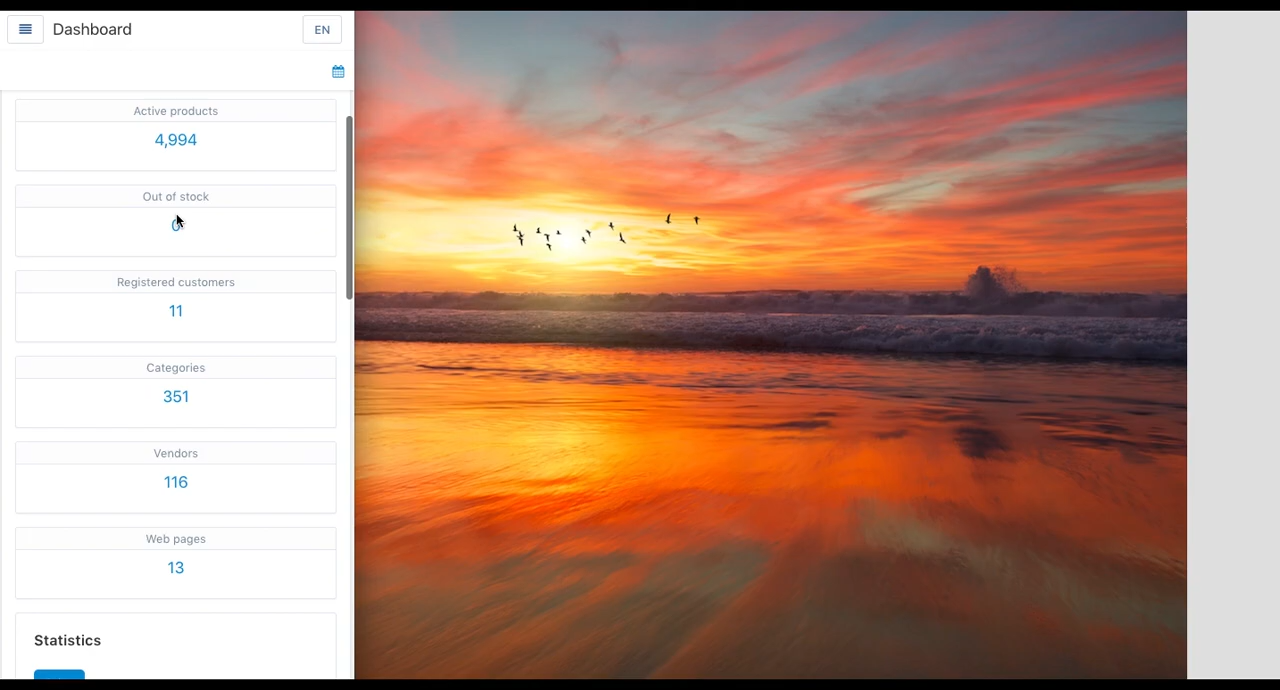 Dashboard
EN
Active products
4,994
Out of stock
Registered customers
11
Categories
351
Vendors
116
Web pages
13
Statistics